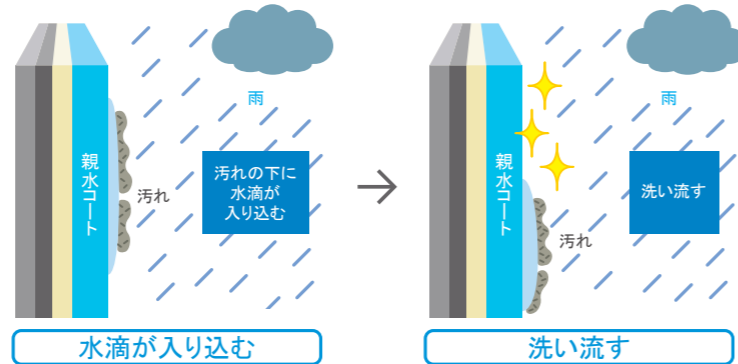 雨
親水コート
汚れ
汚れの下に
水滴が
入り込む
水滴が入り込む
→
雨
親水コート
汚れ
洗い流す
洗い流す